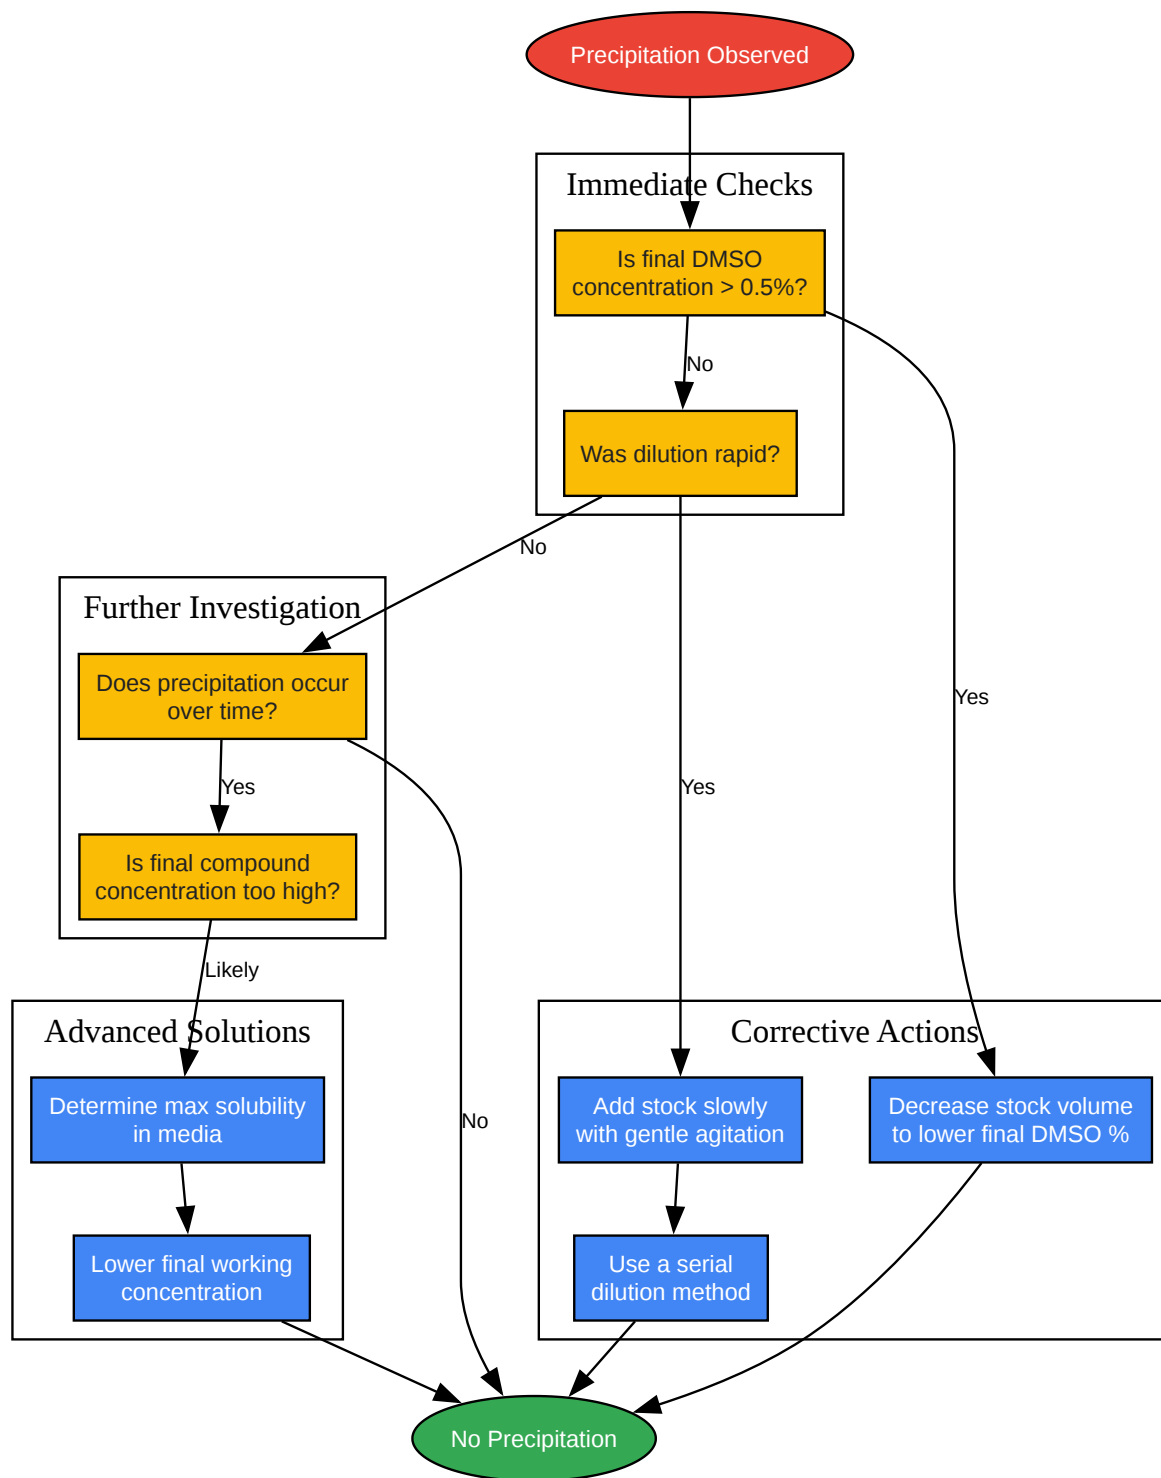 Precipitation Observed
Immediate Checks
Is final DMSO
concentration > 0.5%?
No
Was dilution rapid?
No
Further Investigation
Does precipitation occur
over time?
Yes
Yes
Yes
Is final compound
concentration too high?
Likely
Advanced Solutions
Corrective Actions
Determine max solubility
in media
No
Add stock slowly
with gentle agitation
Decrease stock volume
to lower final DMSO %
Lower final working
concentration
Use a serial
dilution method
No Precipitation